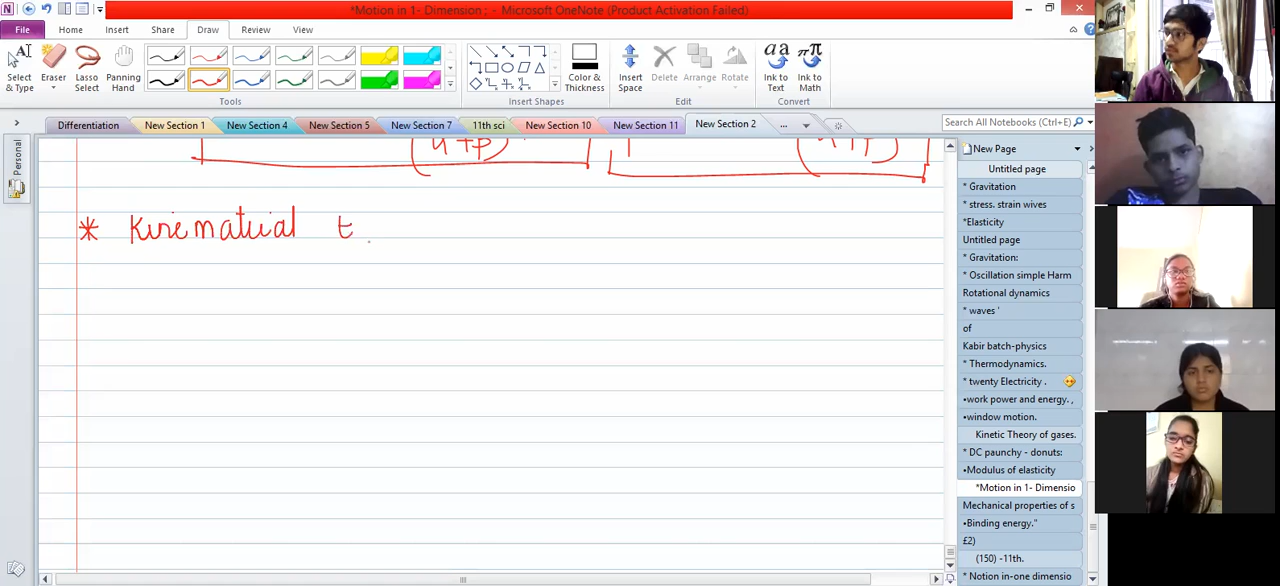 *Motion in 1- Dimension : - Microsoft OneNote (Product Activation Failed)
File Home Insert Share Draw Review View
Select & Type
Eraser
Lasso Select
Panning Hand
Color & Thickness
Insert Space
Delete
Arrange
Rotate
Ink to Text
Ink to Math
Tools Insert Shapes Edit Convert
Differentiation New Section 1 New Section 4 New Section 5 New Section 7 11th sci New Section 10 New Section 11 New Section 2 ... Search All Notebooks (Ctrl+E)
Personal
* Kinematical t
New Page
Untitled page
* Gravitation
* stress. strain wives
*Elasticity
Untitled page
* Gravitation:
* Oscillation simple Harm
Rotational dynamics
* waves '
of
Kabir batch-physics
* Thermodynamics.
* twenty Electricity .
•work power and energy. ,
•window motion.
Kinetic Theory of gases.
* DC paunchy - donuts:
•Modulus of elasticity
*Motion in 1- Dimensio
Mechanical properties of s
•Binding energy."
£2)
(150) -11th.
* Notion in-one dimensio